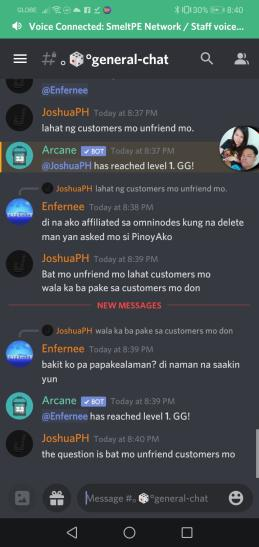 GLOBE 30% 8:40
Voice Connected: SmeltPE Network / Staff voice...
general-chat
@Enfernee
JoshuaPH Today at 8:37 PM
lahat ng customers mo unfriend mo.
Arcane BOT Today at 8:37 PM
@JoshuaPH has reached level 1. GG!
JoshuaPH lahat ng customers mo unfriend mo.
Enfernee Today at 8:38 PM
di na ako affiliated sa omninodes kung na delete
man yan asked mo si PinoyAko
JoshuaPH Today at 8:39 PM
Bat mo unfriend mo lahat customers mo
wala ka ba pake sa customers mo don
NEW MESSAGES
JoshuaPH wala ka ba pake sa customers mo don
Enfernee Today at 8:39 PM
bakit ko pa papakealaman? di naman na saakin
yun
Arcane BOT Today at 8:39 PM
@Enfernee has reached level 1. GG!
JoshuaPH Today at 8:40 PM
the question is bat mo unfriend customers mo
Message #general-chat